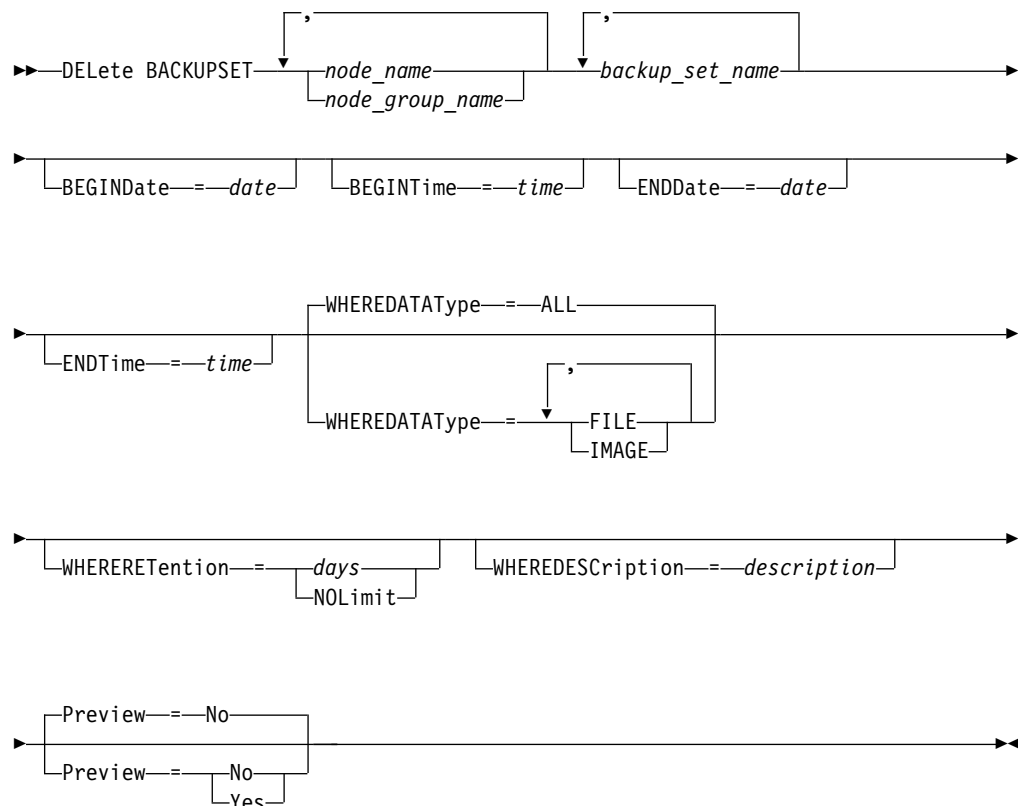 ,
,
DELete BACKUPSET node_name backup_set_name
node_group_name
BEGINDate = date BEGINTime = time ENDDate = date
WHEREDATAType = ALL
ENDTime = time
,
WHEREDATAType = FILE
IMAGE
WHERERETention = days WHEREDESCription = description
NOLimit
Preview = No
Preview = No
Yes